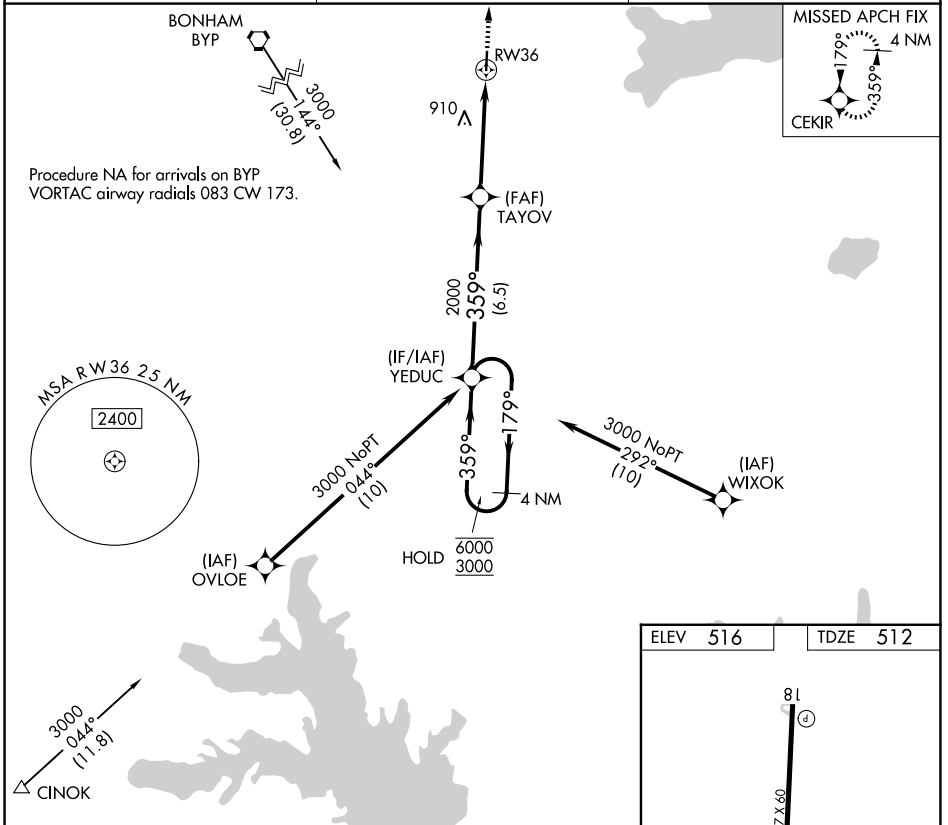 BONHAM
BYP
3000
144°
(30.8)
RW36
910
MISSED APCH FIX
4 NM
179°
359°
CEKIR
Procedure NA for arrivals on BYP
VORTAC airway radials 083 CW 173.
(FAF)
TAYOV
2000
359°
(6.5)
(IF/IAF)
YEDUC
MSA RW36 25 NM
2400
359°
179°
4 NM
3000 NoPT
044°
(10)
3000 NoPT
292°
(10)
(IAF)
WIXOK
(IAF)
OVLOE
HOLD
6000
3000
ELEV 516
TDZE 512
3000
044°
(11.8)
CINOK
18
P
X 60